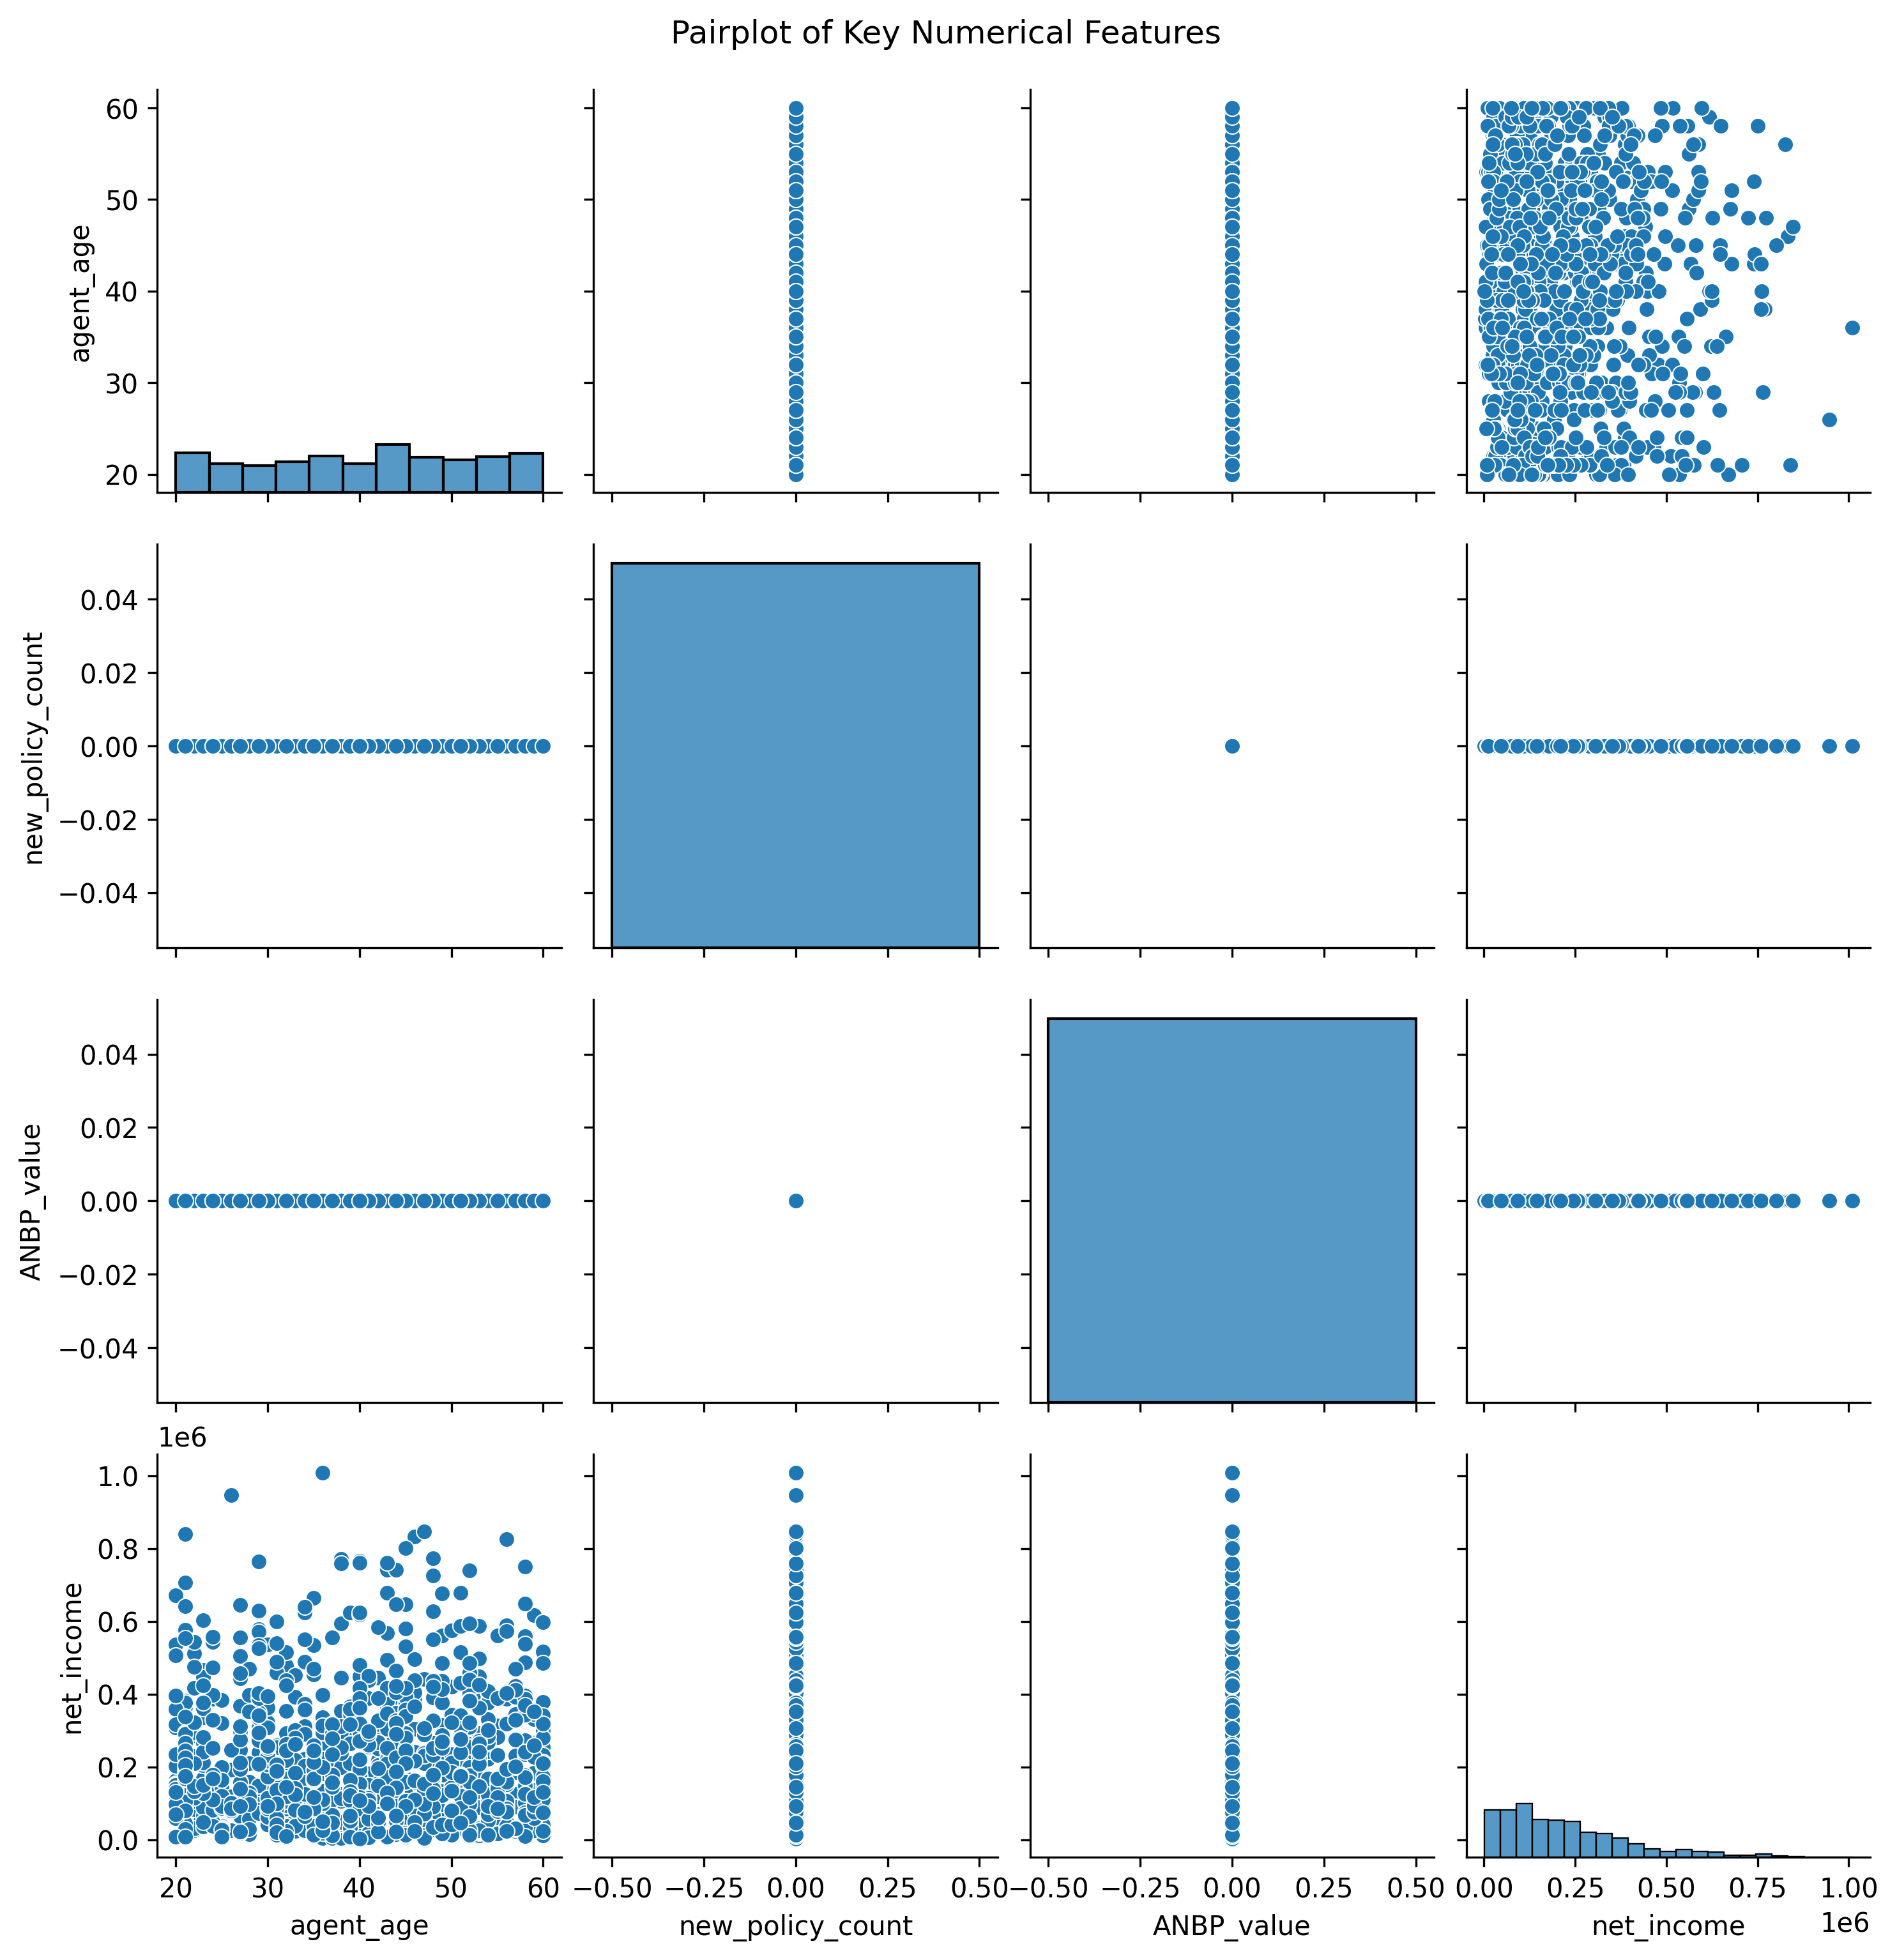 Pairplot of Key Numerical Features
60
50
40
30
20
agent_age
0.04
0.02
0.00
−0.02
−0.04
new_policy_count
0.04
0.02
0.00
−0.02
−0.04
ANBP_value
1e6
1.0
0.8
0.6
0.4
0.2
0.0
net_income
20 30 40 50 60
agent_age
−0.50 −0.25 0.00 0.25 0.50
new_policy_count
−0.50 −0.25 0.00 0.25 0.50
ANBP_value
0.00 0.25 0.50 0.75 1.00
1e6
net_income